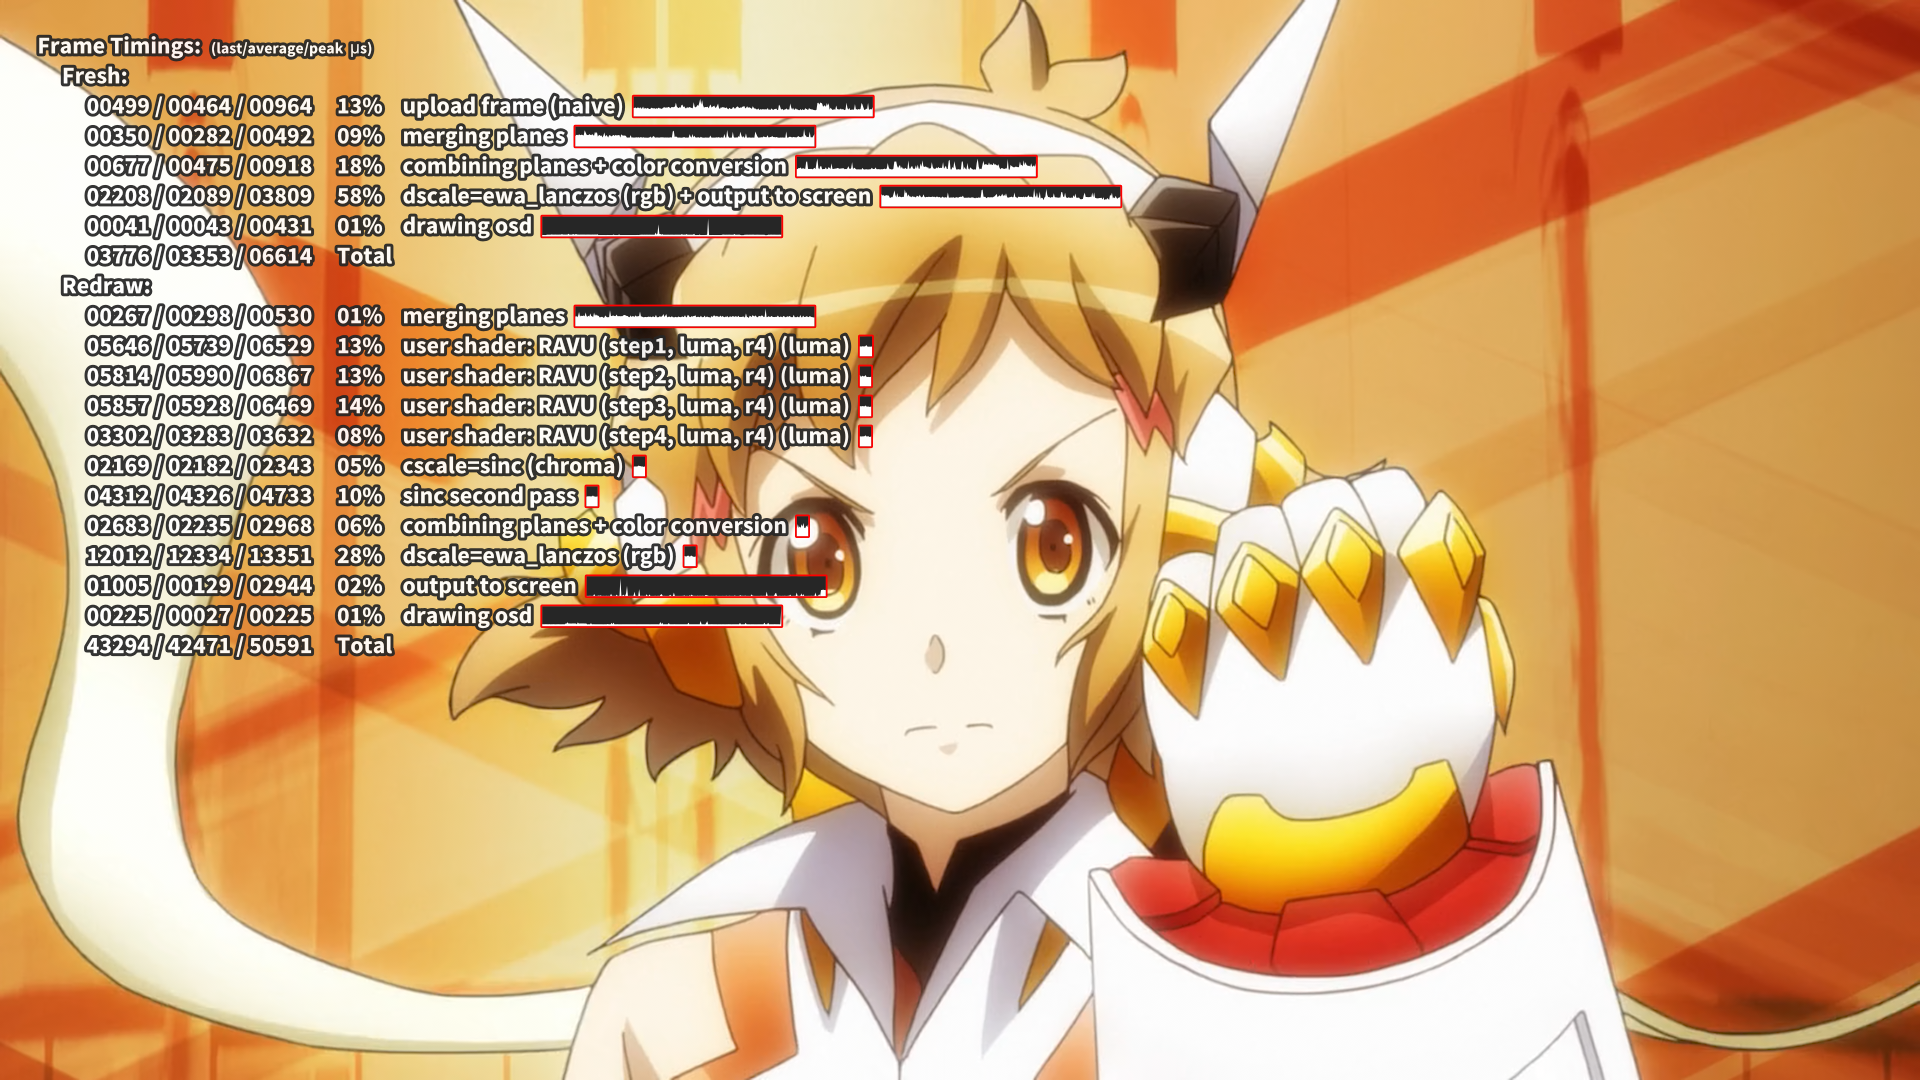 Frame Timings: (last/average/peak µs)
Fresh:
00499 / 00464 / 00964 13% upload frame (naive)
00350 / 00282 / 00492 09% merging planes
00677 / 00475 / 00918 18% combining planes + color conversion
02208 / 02089 / 03809 58% dscale=ewa_lanczos (rgb) + output to screen
00041 / 00043 / 00431 01% drawing osd
03776 / 03353 / 06614 Total
Redraw:
00267 / 00298 / 00530 01% merging planes
05646 / 05739 / 06529 13% user shader: RAVU (step1, luma, r4) (luma)
05814 / 05990 / 06867 13% user shader: RAVU (step2, luma, r4) (luma)
05857 / 05928 / 06469 14% user shader: RAVU (step3, luma, r4) (luma)
03302 / 03283 / 03632 08% user shader: RAVU (step4, luma, r4) (luma)
02169 / 02182 / 02343 05% cscale=sinc (chroma)
04312 / 04326 / 04733 10% sinc second pass
02683 / 02235 / 02968 06% combining planes + color conversion
12012 / 12334 / 13351 28% dscale=ewa_lanczos (rgb)
01005 / 00129 / 02944 02% output to screen
00225 / 00027 / 00225 01% drawing osd
43294 / 42471 / 50591 Total